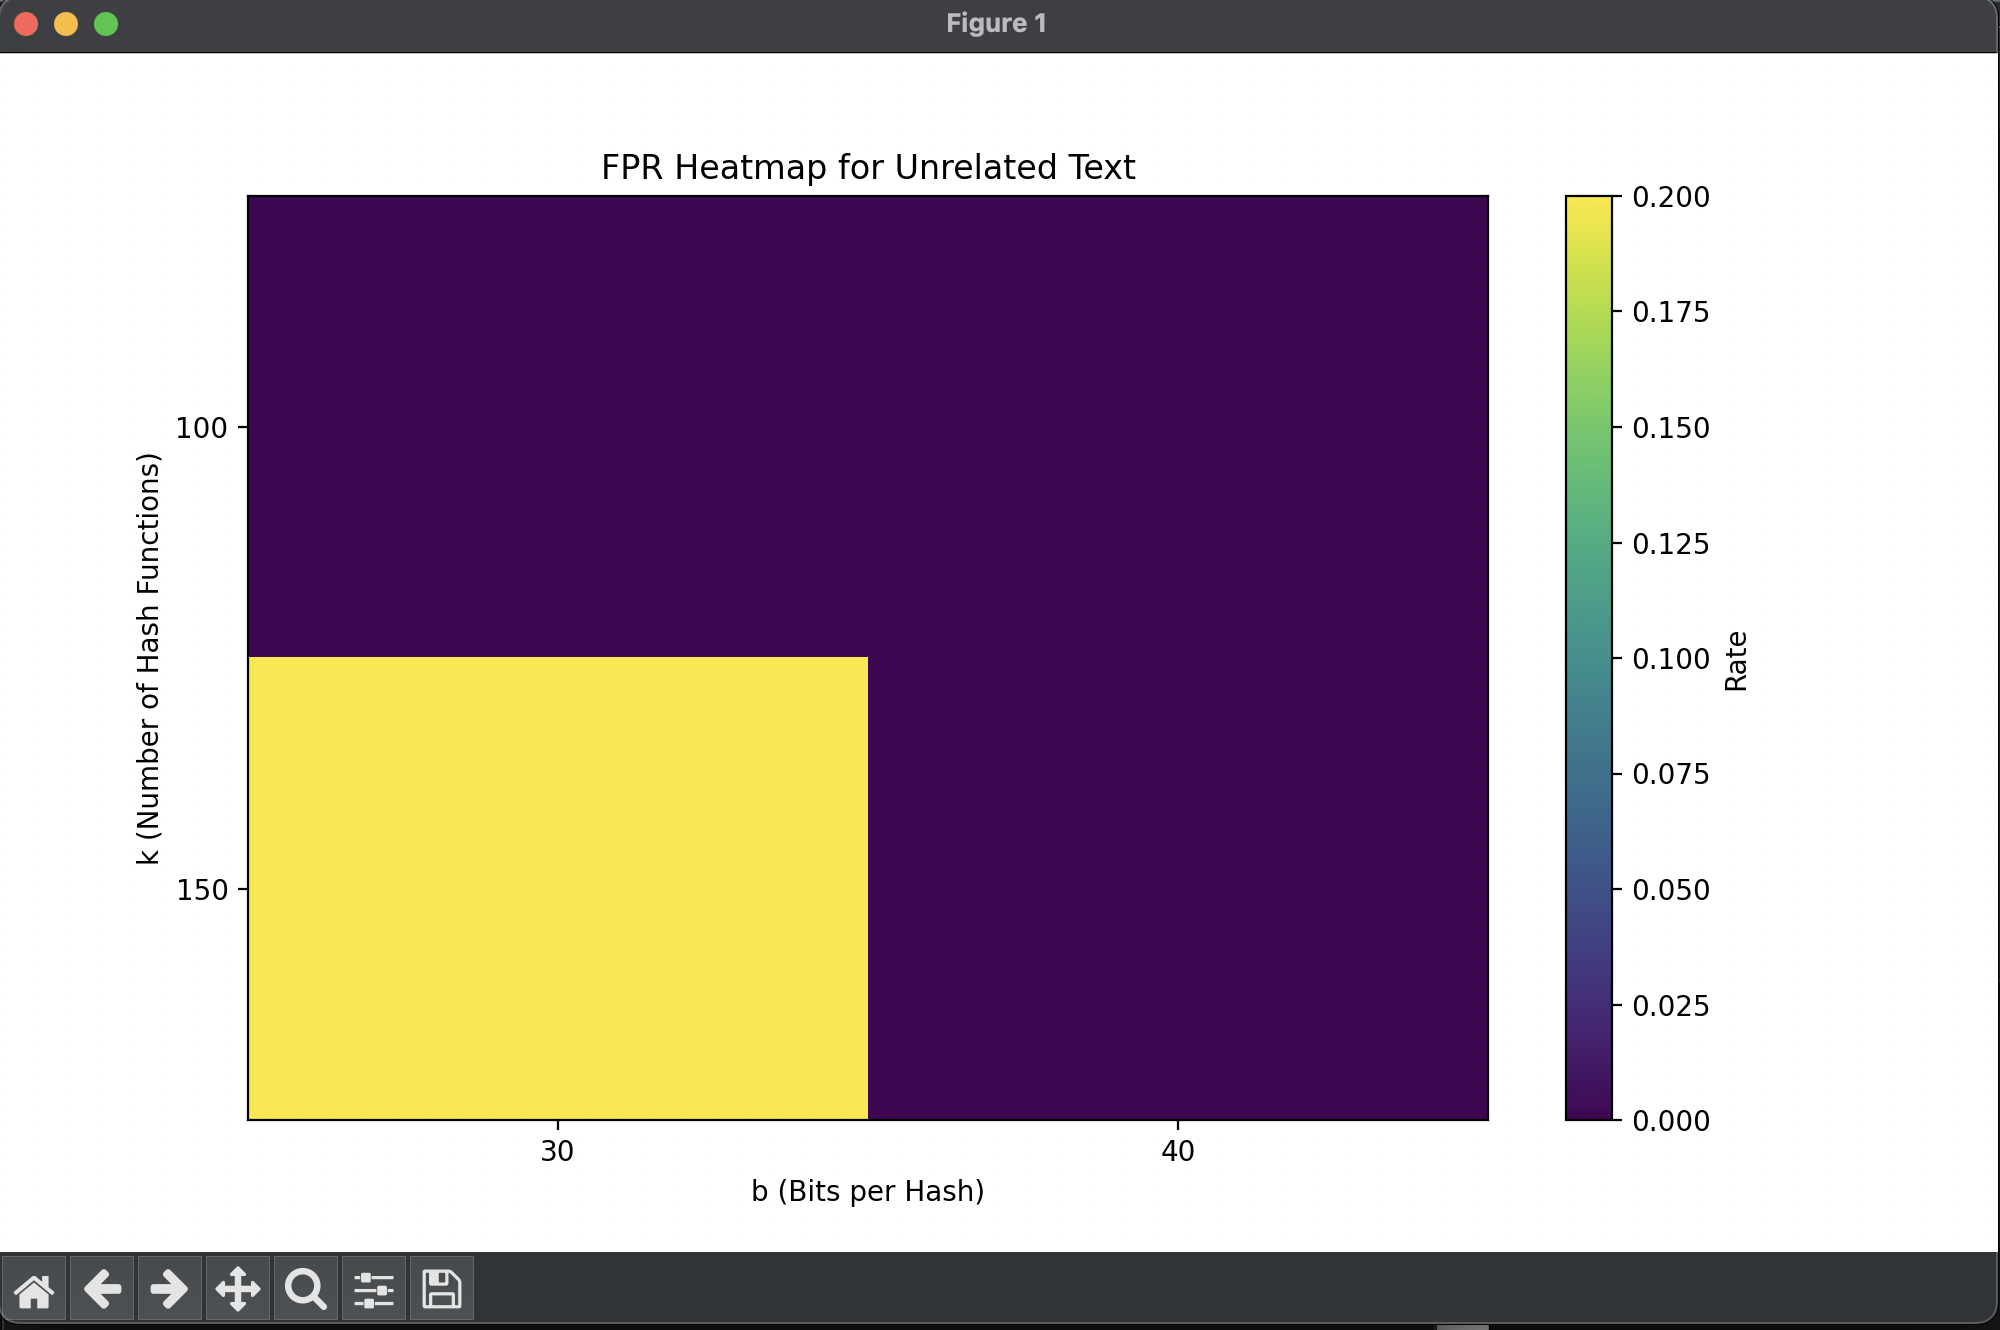 Figure 1
FPR Heatmap for Unrelated Text
k (Number of Hash Functions)
100
150
30
40
b (Bits per Hash)
0.200
0.175
0.150
0.125
0.100
0.075
0.050
0.025
0.000
Rate